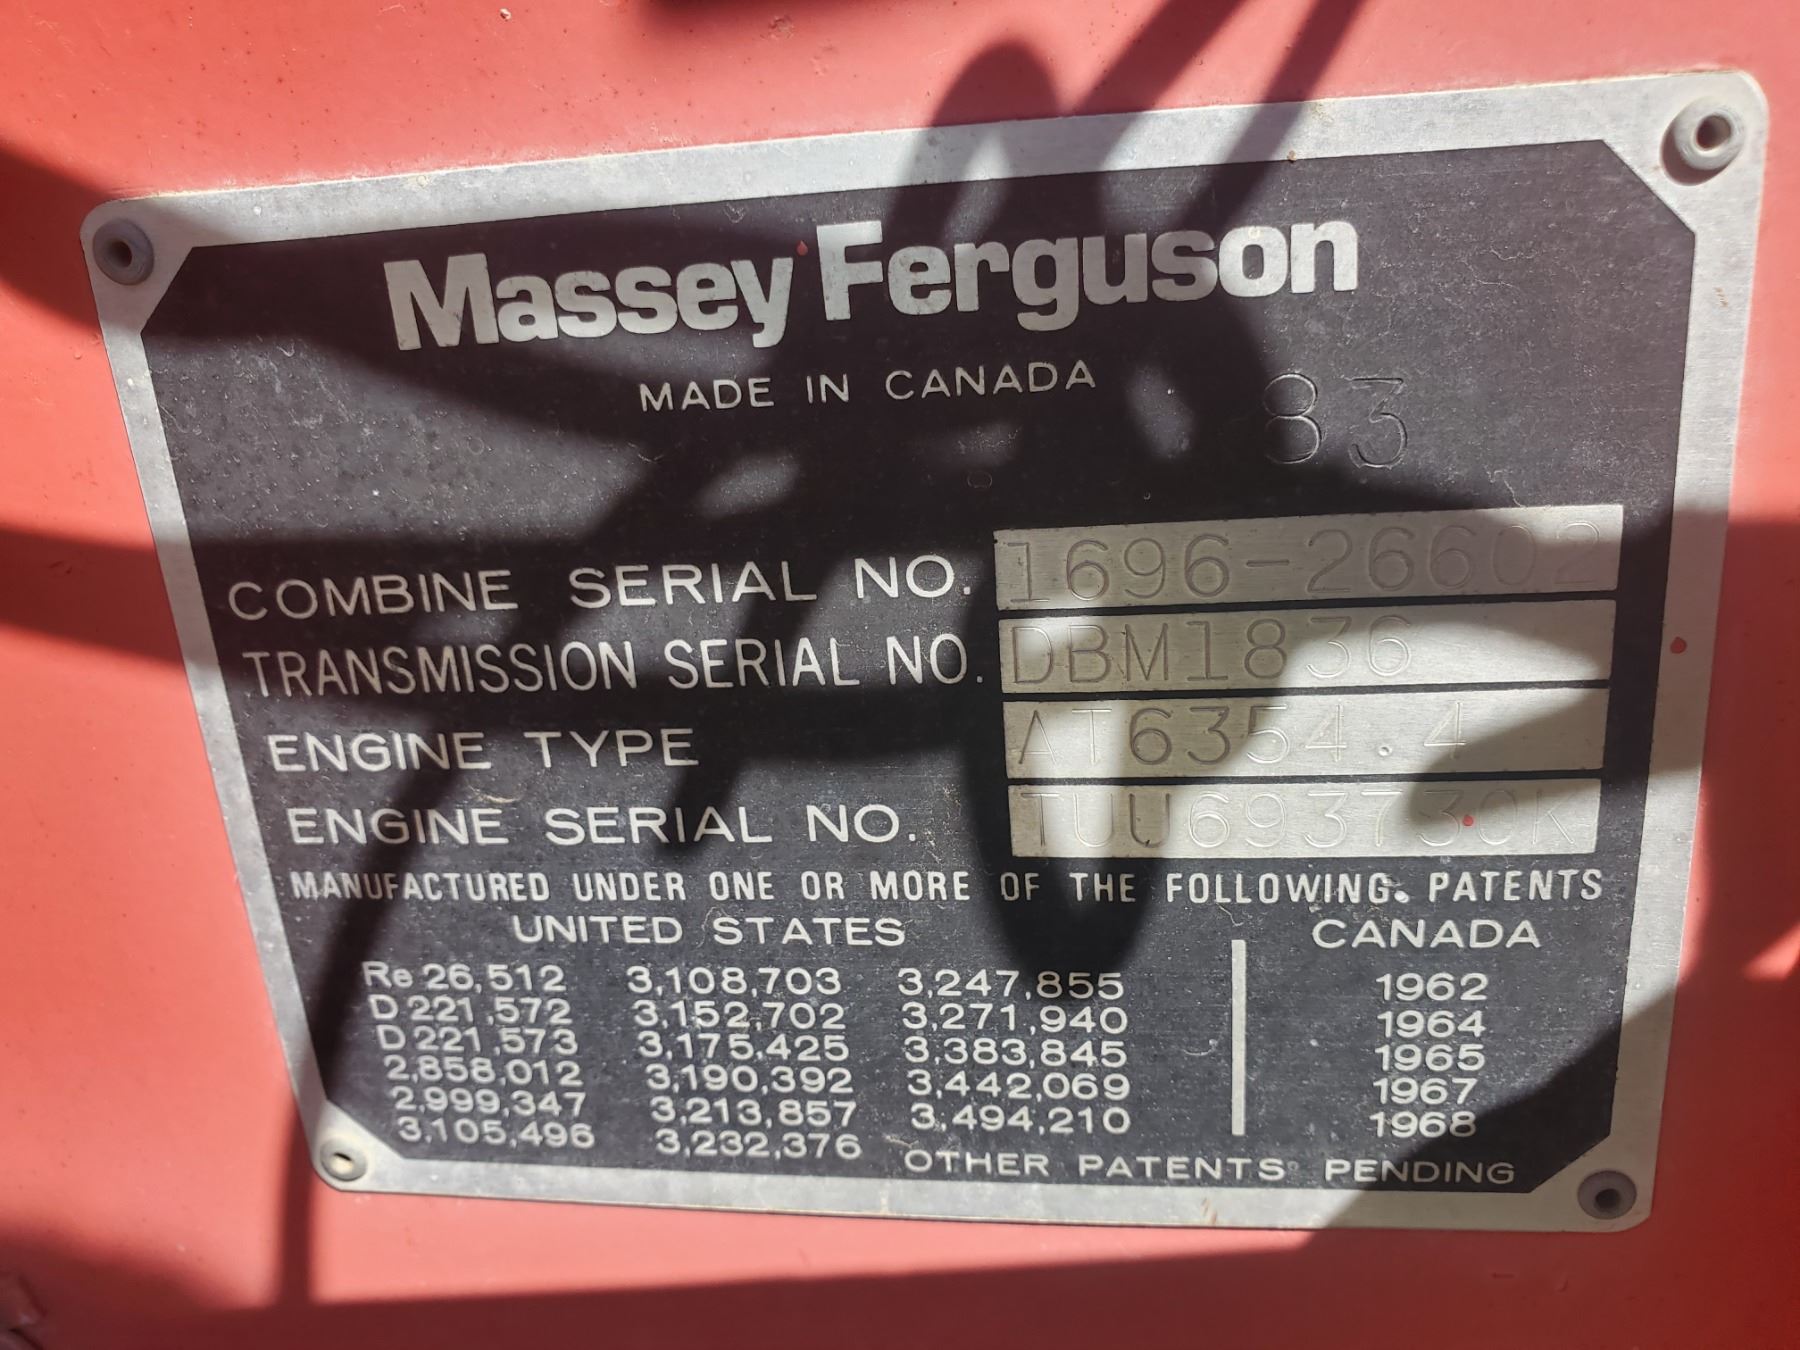 Massey Ferguson
MADE IN CANADA
83
COMBINE SERIAL NO. 1696-26602
TRANSMISSION SERIAL NO. DBM1836
ENGINE TYPE AT6354.4
ENGINE SERIAL NO. TUU693730K
MANUFACTURED UNDER ONE OR MORE OF THE FOLLOWING. PATENTS
UNITED STATES CANADA
Re 26,512 3,108,703 3,247,855 1962
D 221,572 3,152,702 3,271,940 1964
D 221,573 3,175,425 3,383,845 1965
2,858,012 3,190,392 3,442,069 1967
2,999,347 3,213,857 3,494,210 1968
3,105,496 3,232,376 OTHER PATENTS PENDING